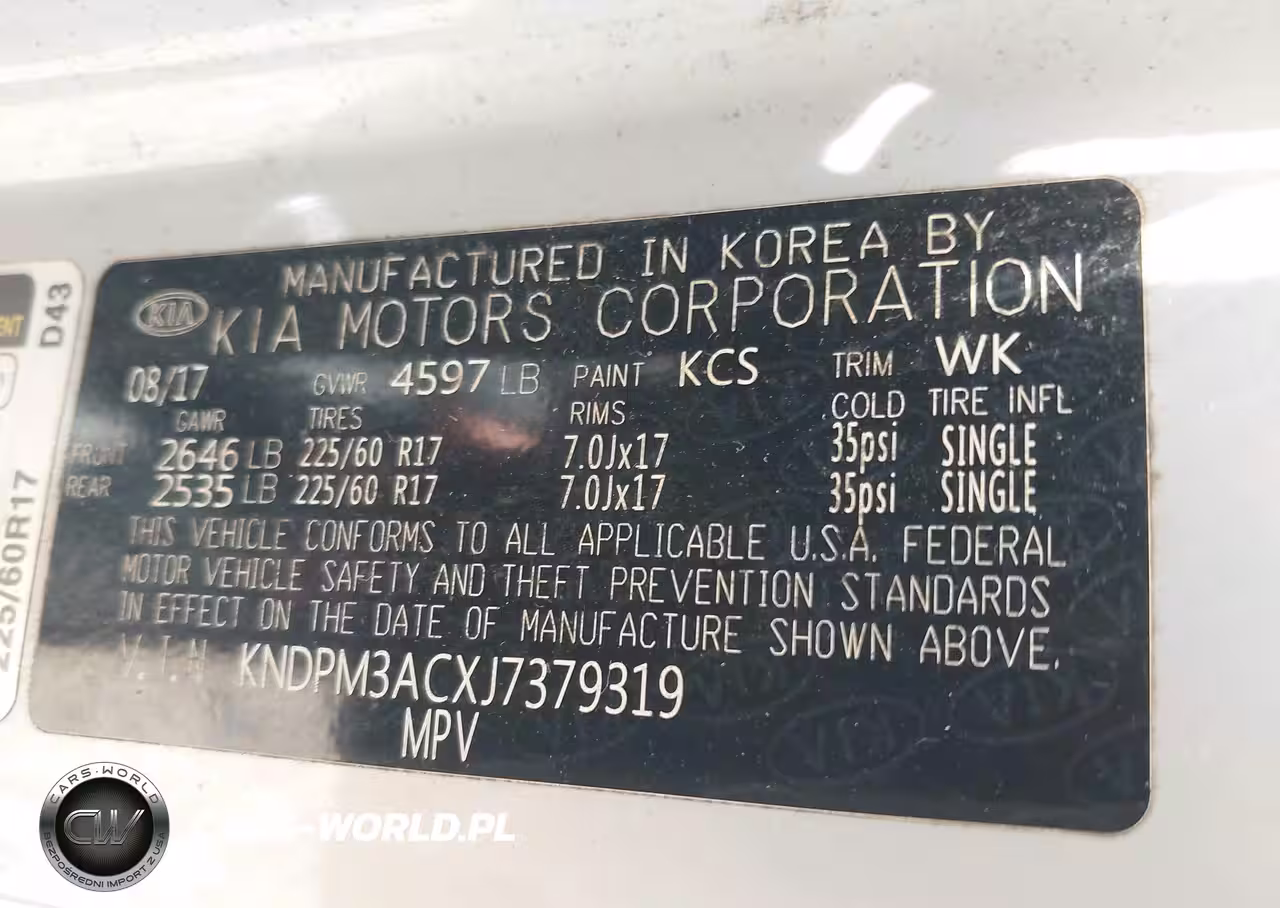 MANUFACTURED IN KOREA BY
KIA KIA MOTORS CORPORATION
08/17 GVWR 4597 LB PAINT KCS TRIM WK
GAWR TIRES RIMS COLD TIRE INFL
FRONT 2646 LB 225/60 R17 7.0Jx17 35psi SINGLE
REAR 2535 LB 225/60 R17 7.0Jx17 35psi SINGLE
THIS VEHICLE CONFORMS TO ALL APPLICABLE U.S.A. FEDERAL
MOTOR VEHICLE SAFETY AND THEFT PREVENTION STANDARDS
IN EFFECT ON THE DATE OF MANUFACTURE SHOWN ABOVE.
V.I.N KNDPM3ACXJ7379319
MPV
D43
225/60R17
CARS-WORLD
CW
BEZPOŚREDNI IMPORT Z USA
-WORLD.PL